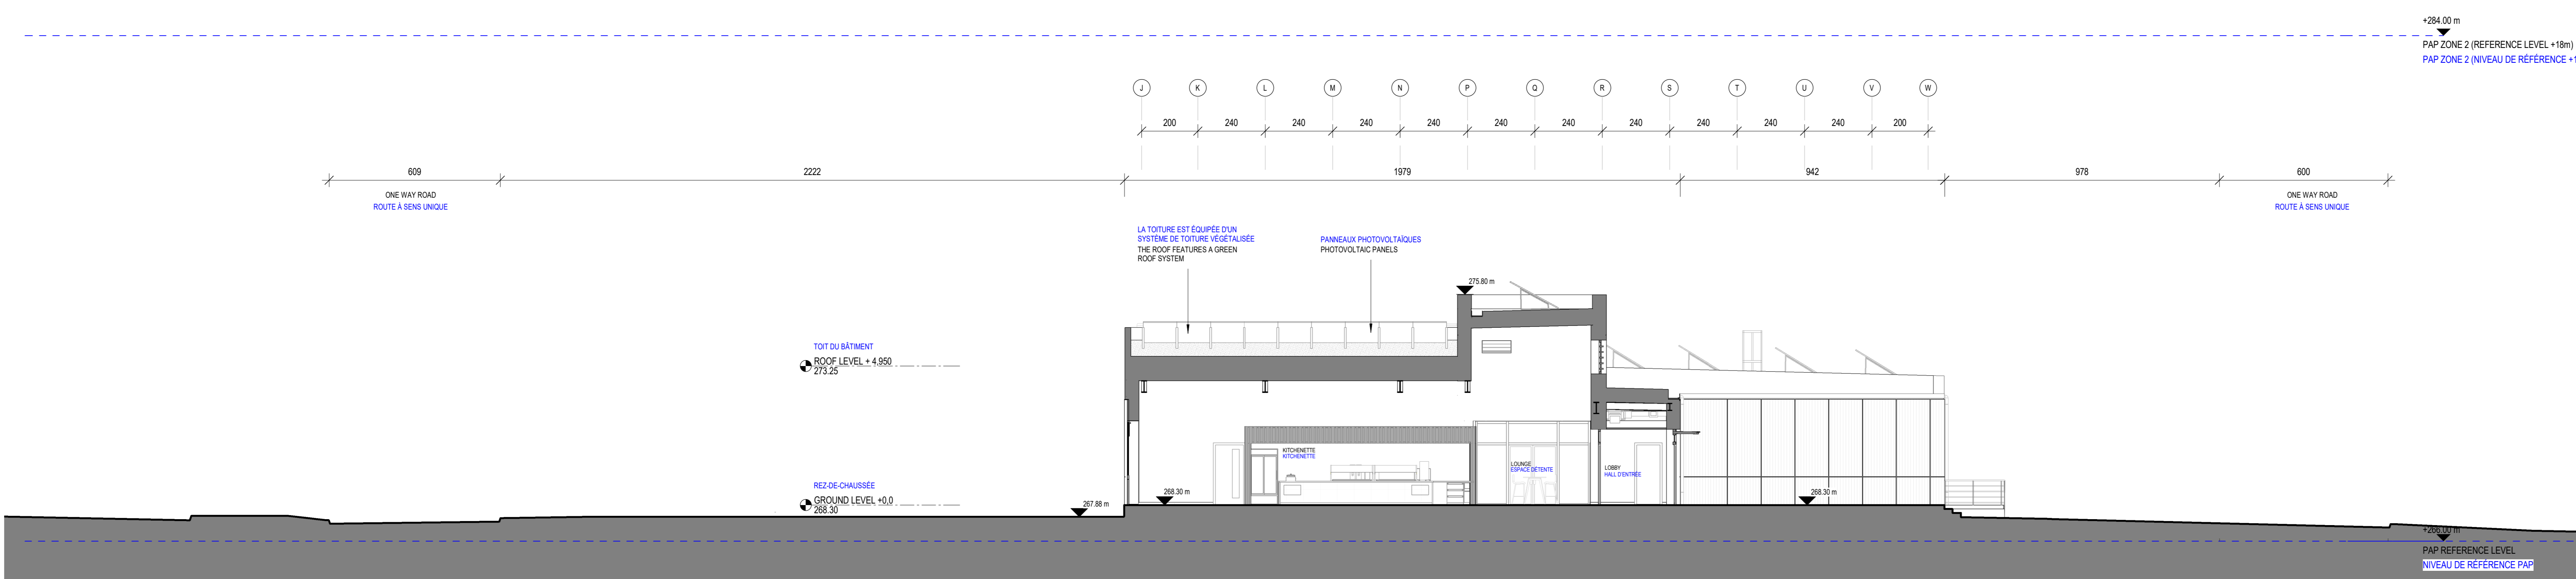 +284.00 m
PAP ZONE 2 (REFERENCE LEVEL +18m)
PAP ZONE 2 (NIVEAU DE RÉFÉRENCE +1
J K L M N P Q R S T U V W
200 240 240 240 240 240 240 240 240 240 240 200
609 2222 1979 942 978 600
ONE WAY ROAD
ROUTE À SENS UNIQUE
ONE WAY ROAD
ROUTE À SENS UNIQUE
LA TOITURE EST ÉQUIPÉE D'UN
SYSTÈME DE TOITURE VÉGÉTALISÉE
THE ROOF FEATURES A GREEN
ROOF SYSTEM
PANNEAUX PHOTOVOLTAÏQUES
PHOTOVOLTAIC PANELS
275.80 m
TOIT DU BÂTIMENT
ROOF LEVEL + 4.950
273.25
KITCHENETTE
KITCHENETTE
LOUNGE
ESPACE DÉTENTE
LOBBY
HALL D'ENTRÉE
REZ-DE-CHAUSSÉE
GROUND LEVEL +0,0
268.30
267.88 m
268.30 m
268.30 m
+266.00 m
PAP REFERENCE LEVEL
NIVEAU DE RÉFÉRENCE PAP